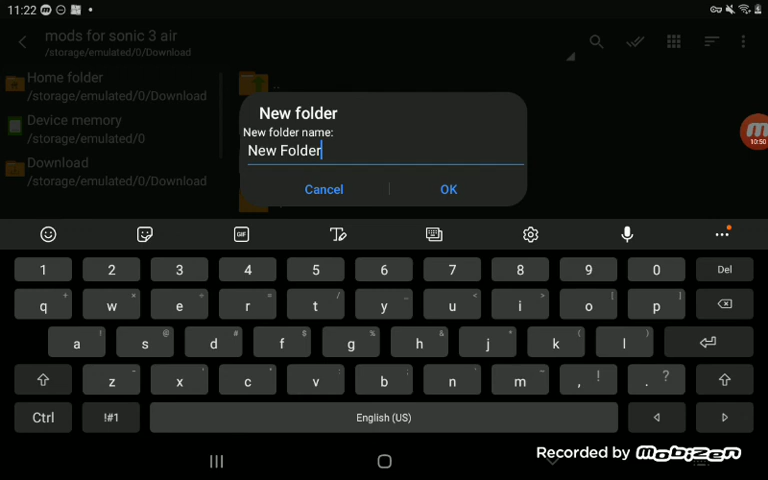 11:22
mods for sonic 3 air
/storage/emulated/0/Download
Home folder
/storage/emulated/0/Download
Device memory
/storage/emulated/0
Download
/storage/emulated/0/Download
..
New folder
New folder name:
New Folder
Cancel
OK
10:50
GIF
1 2 3 4 5 6 7 8 9 0 Del
q w e r t y u i o p
a s d f g h j k l
z x c v b n m , ! . ?
Ctrl !#1 English (US)
Recorded by Mobizen